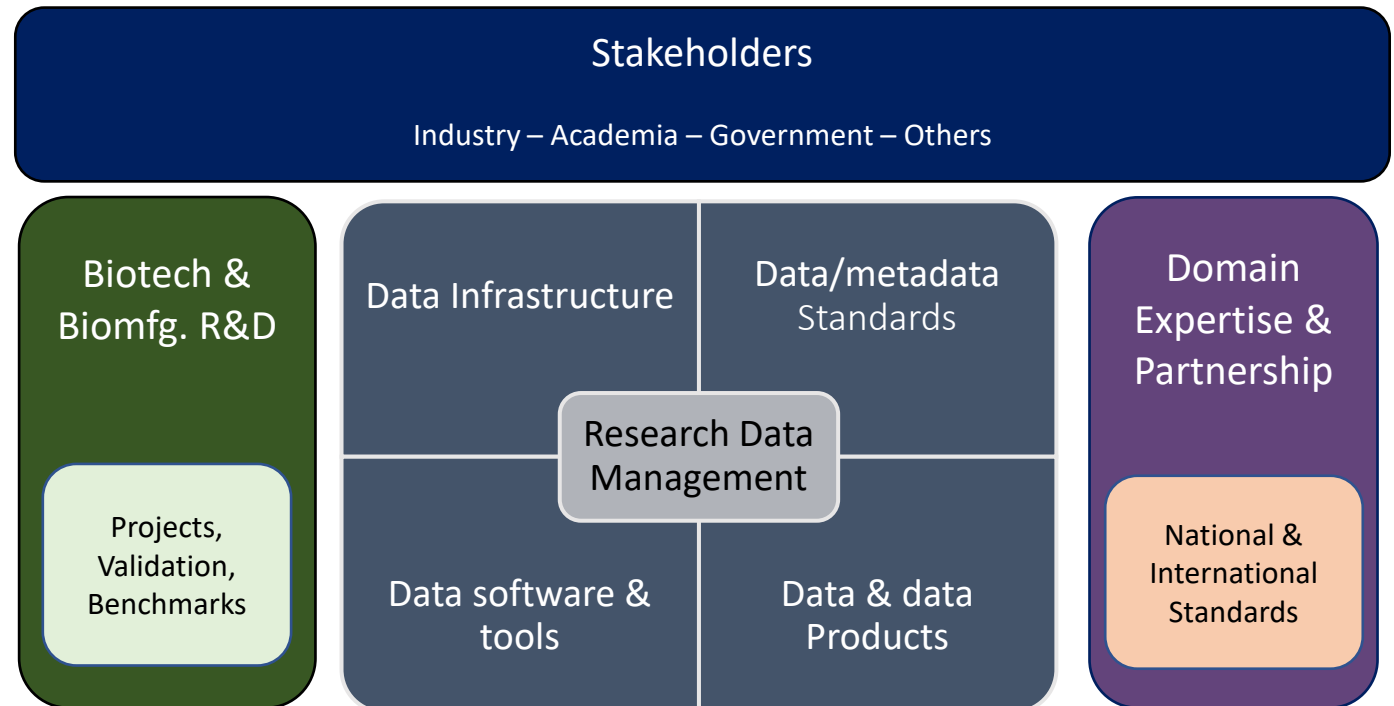 Stakeholders
Industry – Academia – Government – Others
Biotech &
Biomfg. R&D
Projects,
Validation,
Benchmarks
Data Infrastructure
Data/metadata
Standards
Research Data
Management
Data software &
tools
Data & data
Products
Domain
Expertise &
Partnership
National &
International
Standards